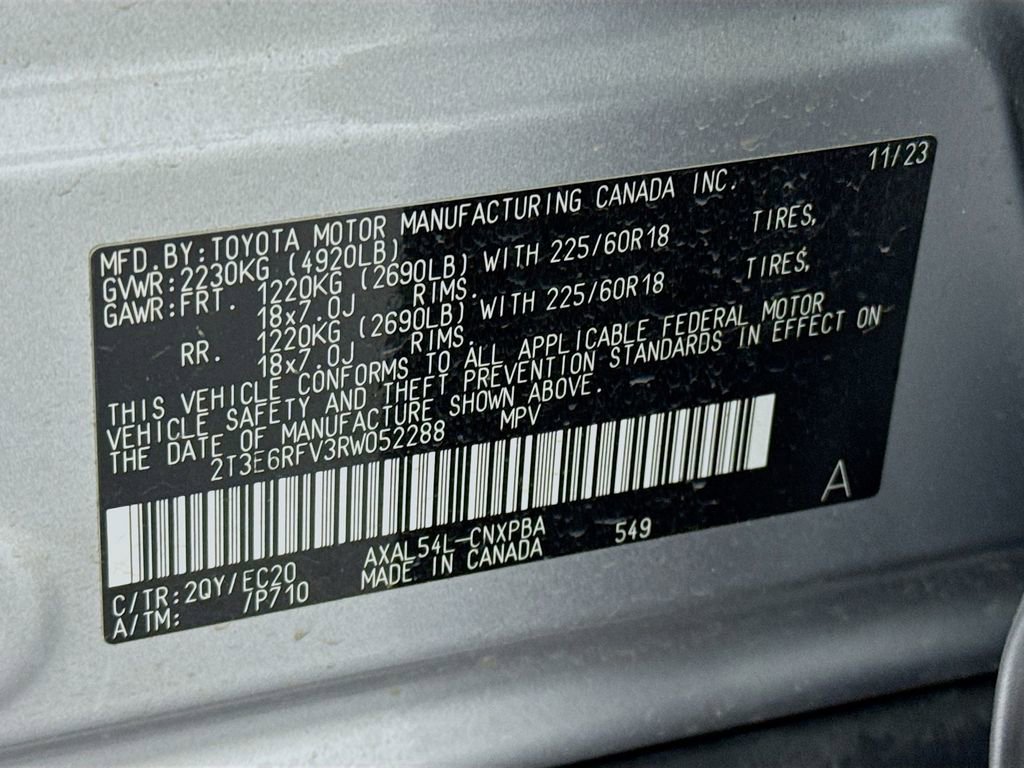 11/23
MFD. BY: TOYOTA MOTOR MANUFACTURING CANADA INC.
GVWR: 2230KG (4920LB)
GAWR: FRT. 1220KG (2690LB) WITH 225/60R18 TIRES,
18x7.0J RIMS.
RR. 1220KG (2690LB) WITH 225/60R18 TIRES,
18x7.0J RIMS.
THIS VEHICLE CONFORMS TO ALL APPLICABLE FEDERAL MOTOR
VEHICLE SAFETY AND THEFT PREVENTION STANDARDS IN EFFECT ON
THE DATE OF MANUFACTURE SHOWN ABOVE.
2T3E6RFV3RW052288 MPV
A
C/TR: 2QY/EC20 AXAL54L-CNXPBA 549
A/TM: /P710 MADE IN CANADA